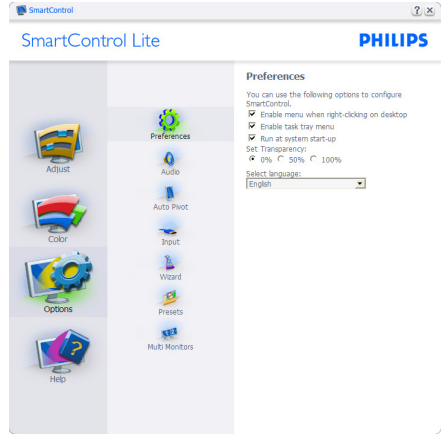 SmartControl
SmartControl Lite
PHILIPS
Adjust
Color
Options
Help
Preferences
Audio
Auto Pivot
Input
Wizard
Presets
Multi Monitors
Preferences
You can use the following options to configure
SmartControl.
Enable menu when right-clicking on desktop
Enable task tray menu
Run at system start-up
Set Transparency:
0% 50% 100%
Select language:
English